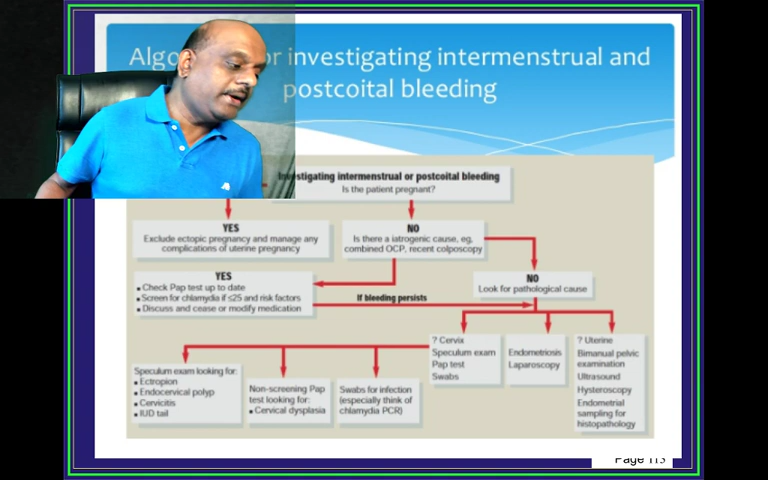 Algo or investigating intermenstrual and
postcoital bleeding
Investigating intermenstrual or postcoital bleeding
Is the patient pregnant?
YES
Exclude ectopic pregnancy and manage any
complications of uterine pregnancy
NO
Is there a iatrogenic cause, eg,
combined OCP, recent colposcopy
YES
• Check Pap test up to date
• Screen for chlamydia if ≤25 and risk factors
• Discuss and cease or modify medication
If bleeding persists
NO
Look for pathological cause
? Cervix
Speculum exam
Pap test
Swabs
Endometriosis
Laparoscopy
? Uterine
Bimanual pelvic
examination
Ultrasound
Hysteroscopy
Endometrial
sampling for
histopathology
Speculum exam looking for:
• Ectropion
• Endocervical polyp
• Cervicitis
• IUD tail
Non-screening Pap
test looking for:
• Cervical dysplasia
Swabs for infection
(especially think of
chlamydia PCR)
Page 113